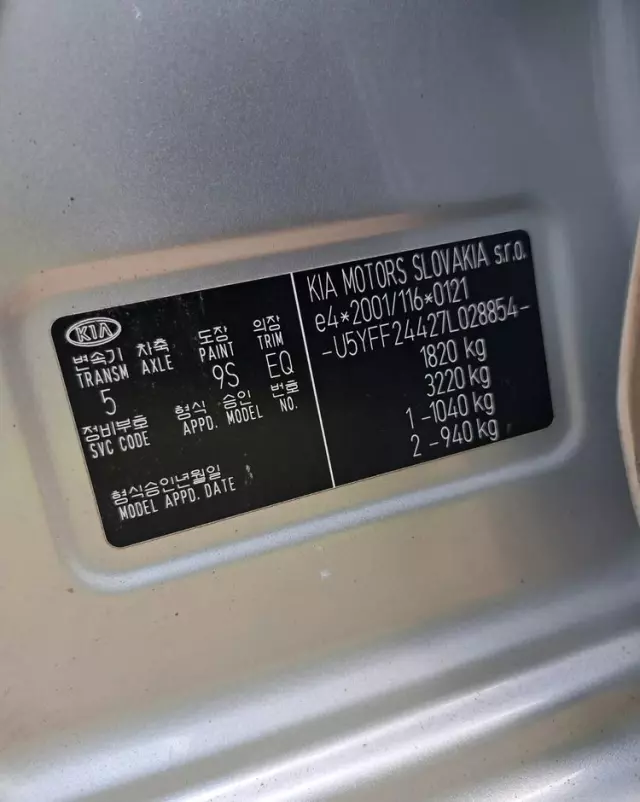 KIA
변속기 차축 도장 의장
TRANSM AXLE PAINT TRIM
5 9S EQ
정비부호 형식 승인 번호
SVC CODE APPD. MODEL NO.
형식승인년월일
MODEL APPD. DATE
KIA MOTORS SLOVAKIA s.r.o.
e4*2001/116*0121
-U5YFF24427L028854-
1820 kg
3220 kg
1 -1040 kg
2 -940 kg